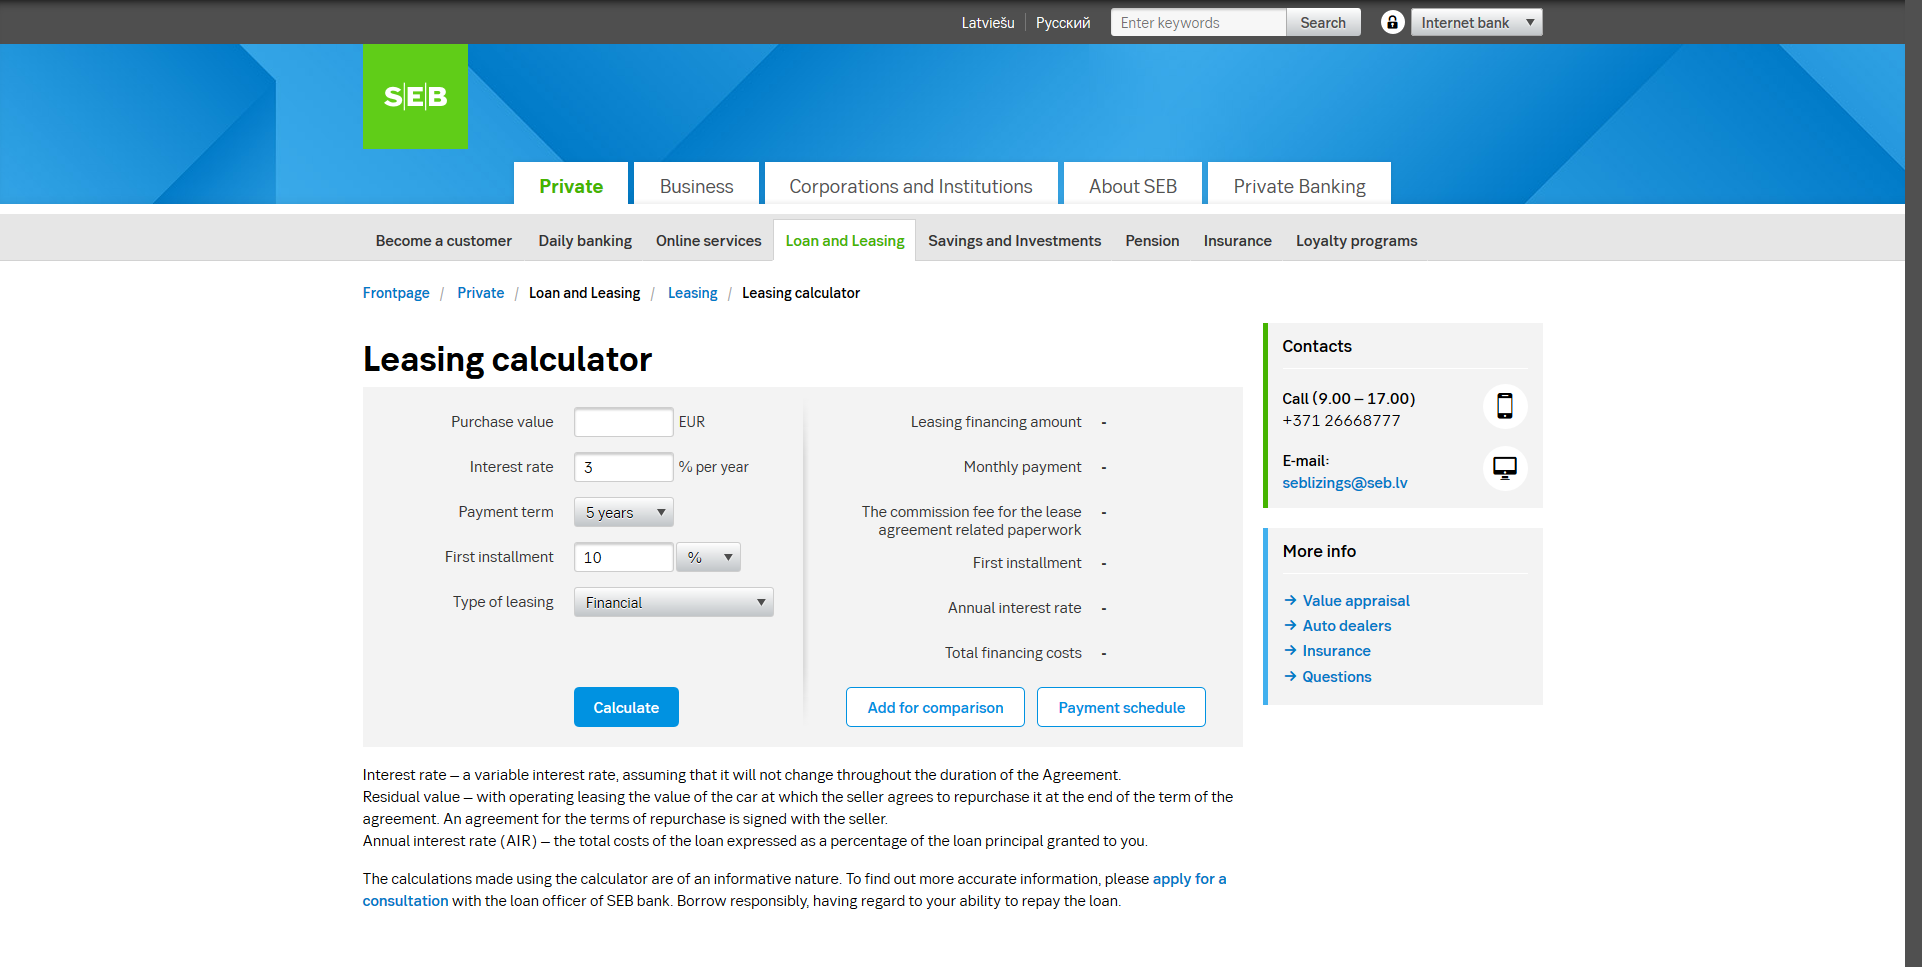 Latviešu Русский Enter keywords Search Internet bank
S|E|B
Private Business Corporations and Institutions About SEB Private Banking
Become a customer Daily banking Online services Loan and Leasing Savings and Investments Pension Insurance Loyalty programs
Frontpage / Private / Loan and Leasing / Leasing / Leasing calculator
Leasing calculator
Purchase value EUR
Interest rate 3 % per year
Payment term 5 years
First installment 10 %
Type of leasing Financial
Calculate
Leasing financing amount -
Monthly payment -
The commission fee for the lease -
agreement related paperwork
First installment -
Annual interest rate -
Total financing costs -
Add for comparison Payment schedule
Interest rate – a variable interest rate, assuming that it will not change throughout the duration of the Agreement.
Residual value – with operating leasing the value of the car at which the seller agrees to repurchase it at the end of the term of the
agreement. An agreement for the terms of repurchase is signed with the seller.
Annual interest rate (AIR) – the total costs of the loan expressed as a percentage of the loan principal granted to you.
The calculations made using the calculator are of an informative nature. To find out more accurate information, please apply for a
consultation with the loan officer of SEB bank. Borrow responsibly, having regard to your ability to repay the loan.
Contacts
Call (9.00 – 17.00)
+371 26668777
E-mail:
seblizings@seb.lv
More info
→ Value appraisal
→ Auto dealers
→ Insurance
→ Questions